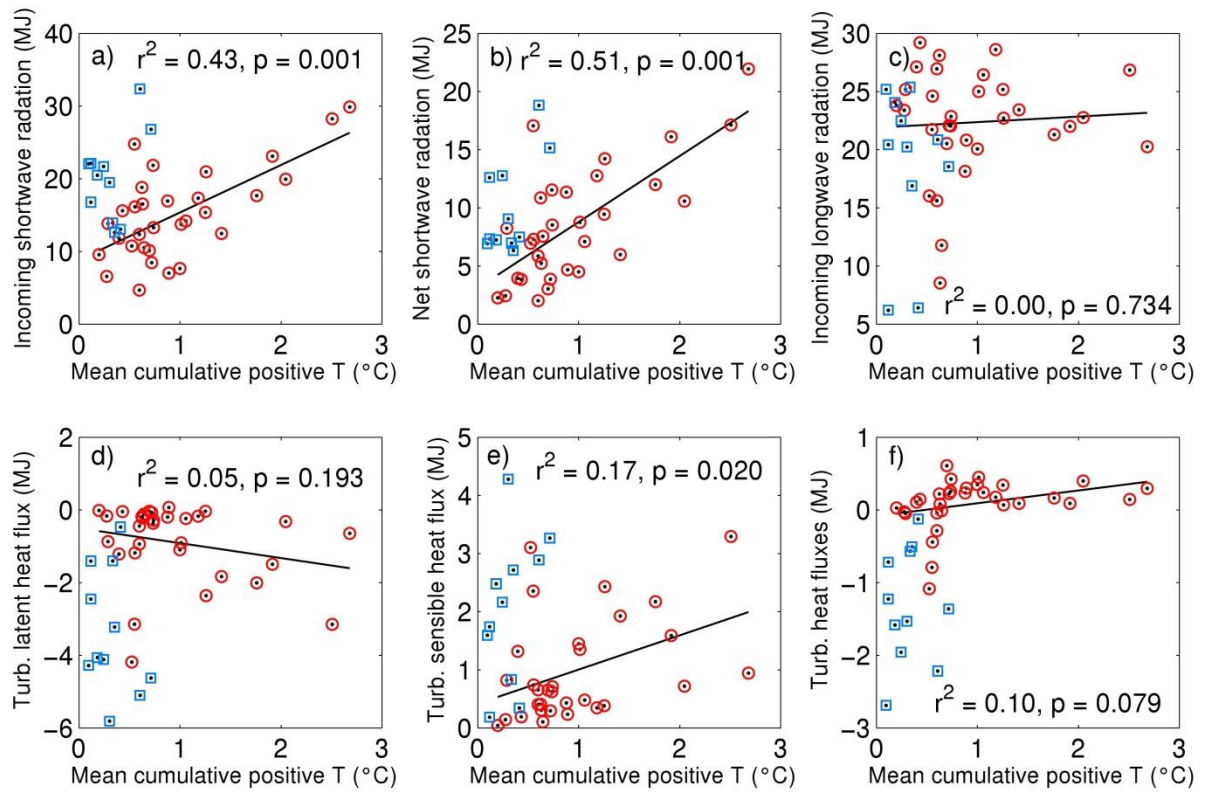 a) r² = 0.43, p = 0.001
Incoming shortwave radation (MJ)
40
30
20
10
0
0 1 2 3
Mean cumulative positive T (°C)
b) r² = 0.51, p = 0.001
Net shortwave radation (MJ)
25
20
15
10
5
0
0 1 2 3
Mean cumulative positive T (°C)
c)
Incoming longwave radation (MJ)
30
25
20
15
10
5
r² = 0.00, p = 0.734
0 1 2 3
Mean cumulative positive T (°C)
d) r² = 0.05, p = 0.193
Turb. latent heat flux (MJ)
2
0
−2
−4
−6
0 1 2 3
Mean cumulative positive T (°C)
e) r² = 0.17, p = 0.020
Turb. sensible heat flux (MJ)
5
4
3
2
1
0
0 1 2 3
Mean cumulative positive T (°C)
f)
Turb. heat fluxes (MJ)
1
0
−1
−2
−3
r² = 0.10, p = 0.079
0 1 2 3
Mean cumulative positive T (°C)